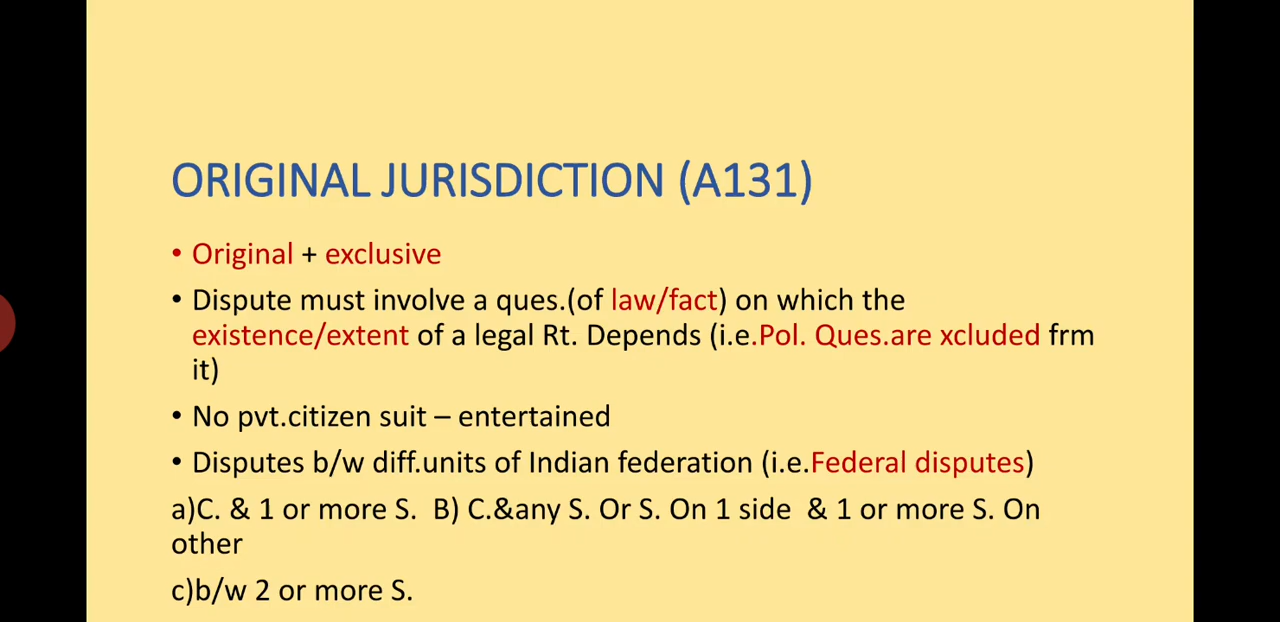 ORIGINAL JURISDICTION (A131)
• Original + exclusive
• Dispute must involve a ques.(of law/fact) on which the
existence/extent of a legal Rt. Depends (i.e.Pol. Ques.are xcluded frm
it)
• No pvt.citizen suit – entertained
• Disputes b/w diff.units of Indian federation (i.e.Federal disputes)
a)C. & 1 or more S.  B) C.&any S. Or S. On 1 side  & 1 or more S. On
other
c)b/w 2 or more S.